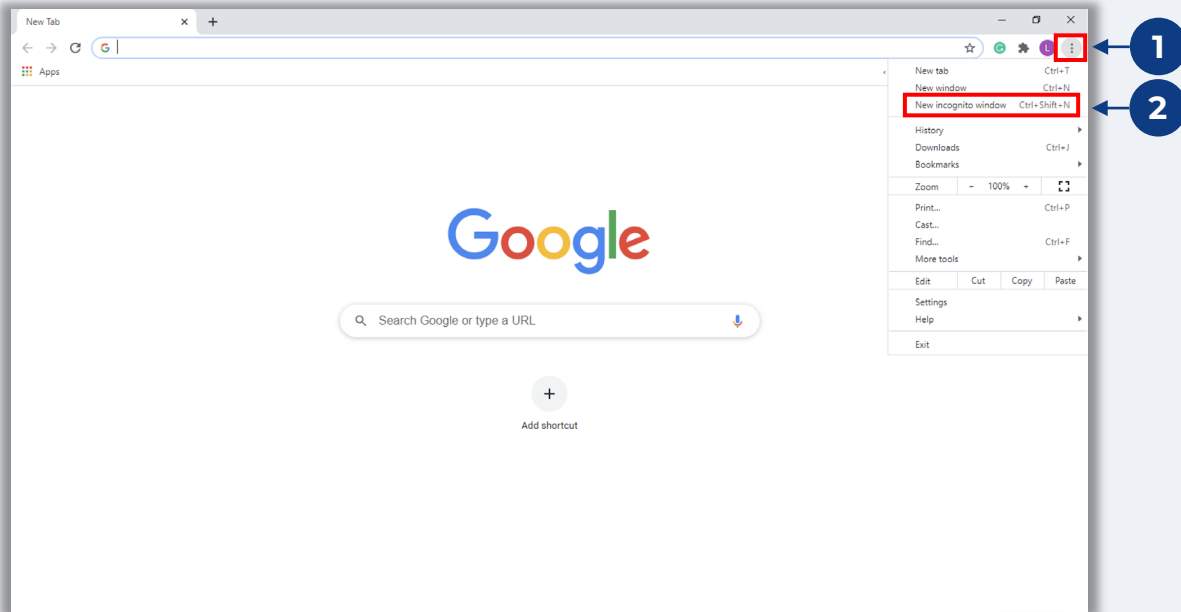 New Tab
Apps
L
1
New tab Ctrl+T
New window Ctrl+N
New incognito window Ctrl+Shift+N
2
History
Downloads Ctrl+J
Bookmarks
Zoom - 100% +
Print... Ctrl+P
Cast...
Find... Ctrl+F
More tools
Edit Cut Copy Paste
Settings
Help
Exit
Google
Search Google or type a URL
Add shortcut